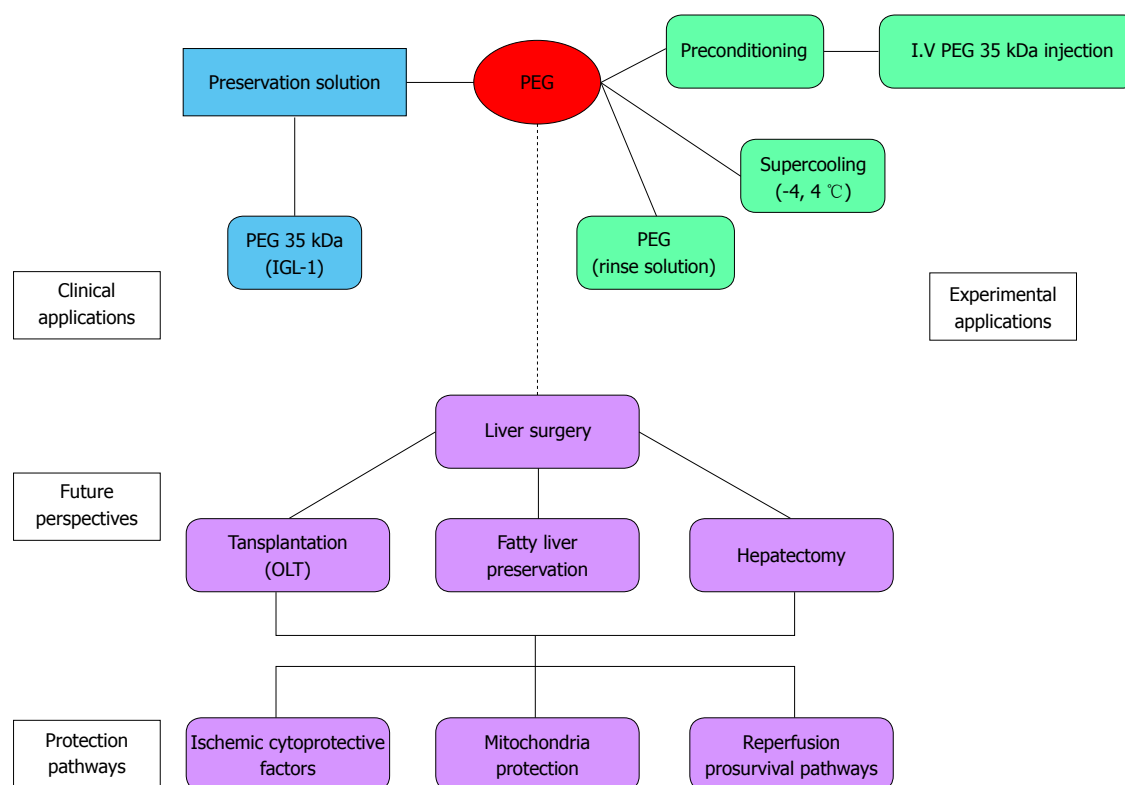 Preservation solution
PEG
Preconditioning
I.V PEG 35 kDa injection
Supercooling
(-4, 4 ℃)
PEG 35 kDa
(IGL-1)
PEG
(rinse solution)
Clinical
applications
Experimental
applications
Liver surgery
Future
perspectives
Tansplantation
(OLT)
Fatty liver
preservation
Hepatectomy
Protection
pathways
Ischemic cytoprotective
factors
Mitochondria
protection
Reperfusion
prosurvival pathways